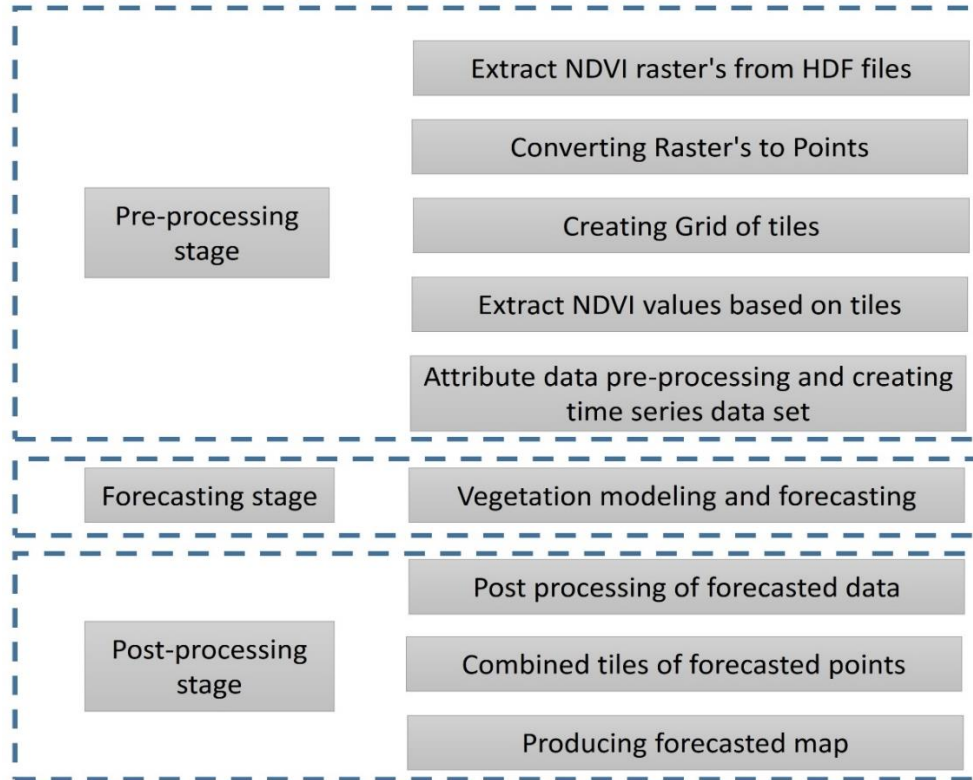 Extract NDVI raster's from HDF files
Converting Raster's to Points
Pre-processing
stage
Creating Grid of tiles
Extract NDVI values based on tiles
Attribute data pre-processing and creating
time series data set
Forecasting stage
Vegetation modeling and forecasting
Post processing of forecasted data
Post-processing
stage
Combined tiles of forecasted points
Producing forecasted map